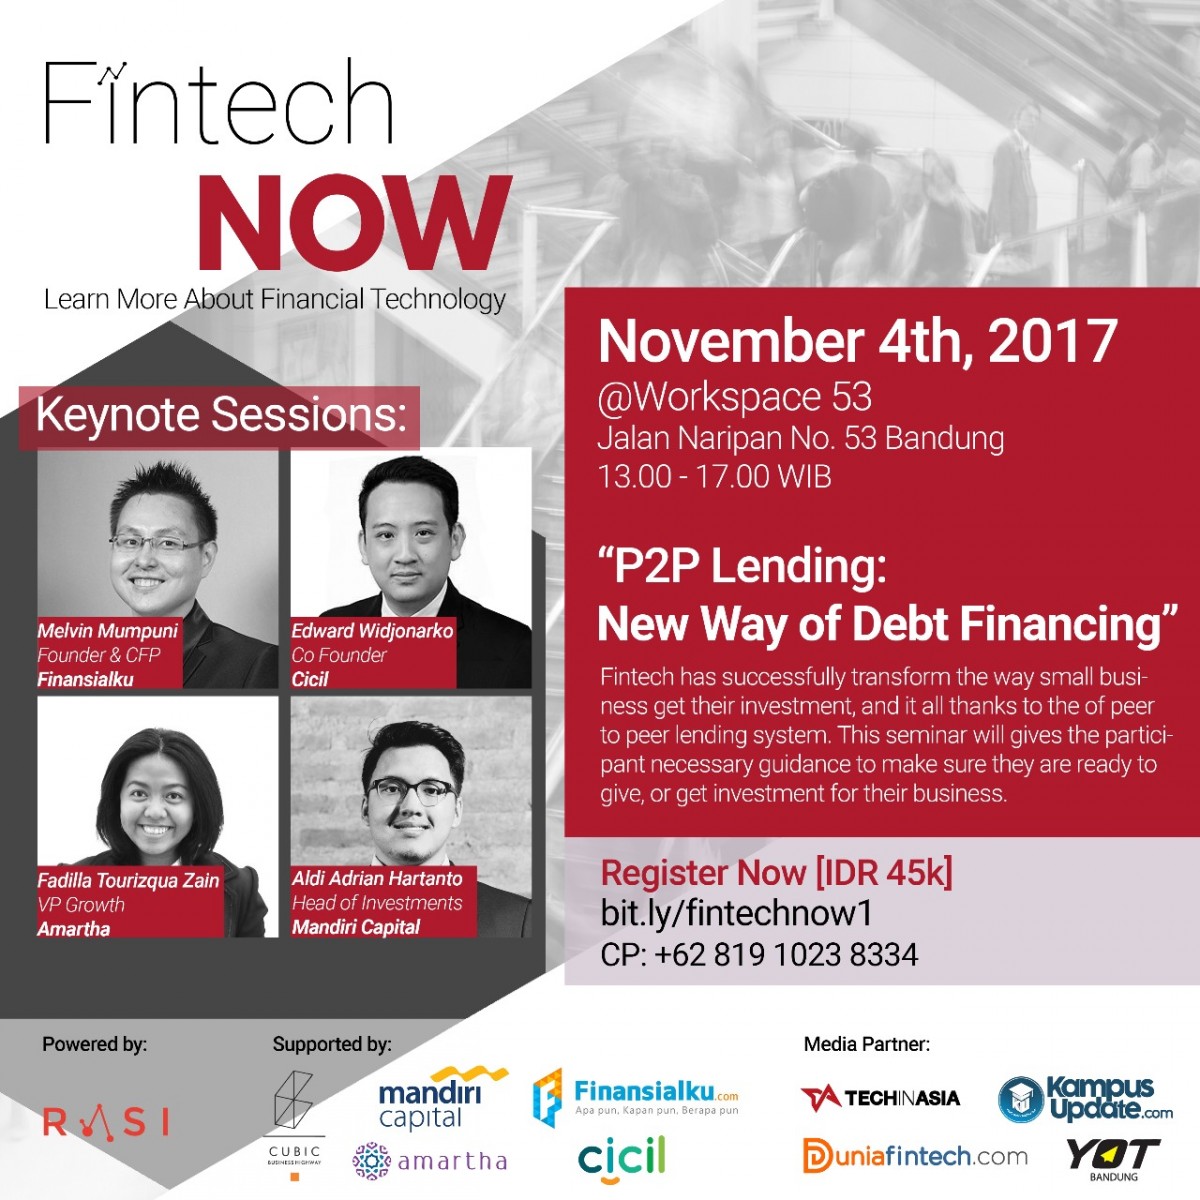 Fintech
NOW
Learn More About Financial Technology
Keynote Sessions:
Melvin Mumpuni
Founder & CFP
Finansialku
Edward Widjonarko
Co Founder
Cicil
Fadilla Tourizqua Zain
VP Growth
Amartha
Aldi Adrian Hartanto
Head of Investments
Mandiri Capital
November 4th, 2017
@Workspace 53
Jalan Naripan No. 53 Bandung
13.00 - 17.00 WIB
“P2P Lending:
New Way of Debt Financing”
Fintech has successfully transform the way small busi-
ness get their investment, and it all thanks to the of peer
to peer lending system. This seminar will gives the partici-
pant necessary guidance to make sure they are ready to
give, or get investment for their business.
Register Now [IDR 45k]
bit.ly/fintechnow1
CP: +62 819 1023 8334
Powered by:
RASI
Supported by:
CUBIC
BUSINESS HIGHWAY
mandiri
capital
amartha
Finansialku.com
Apa pun, Kapan pun, Berapa pun
cicil
Media Partner:
TECHINASIA
Kampus
Update.com
Duniafintech.com
YOT
BANDUNG